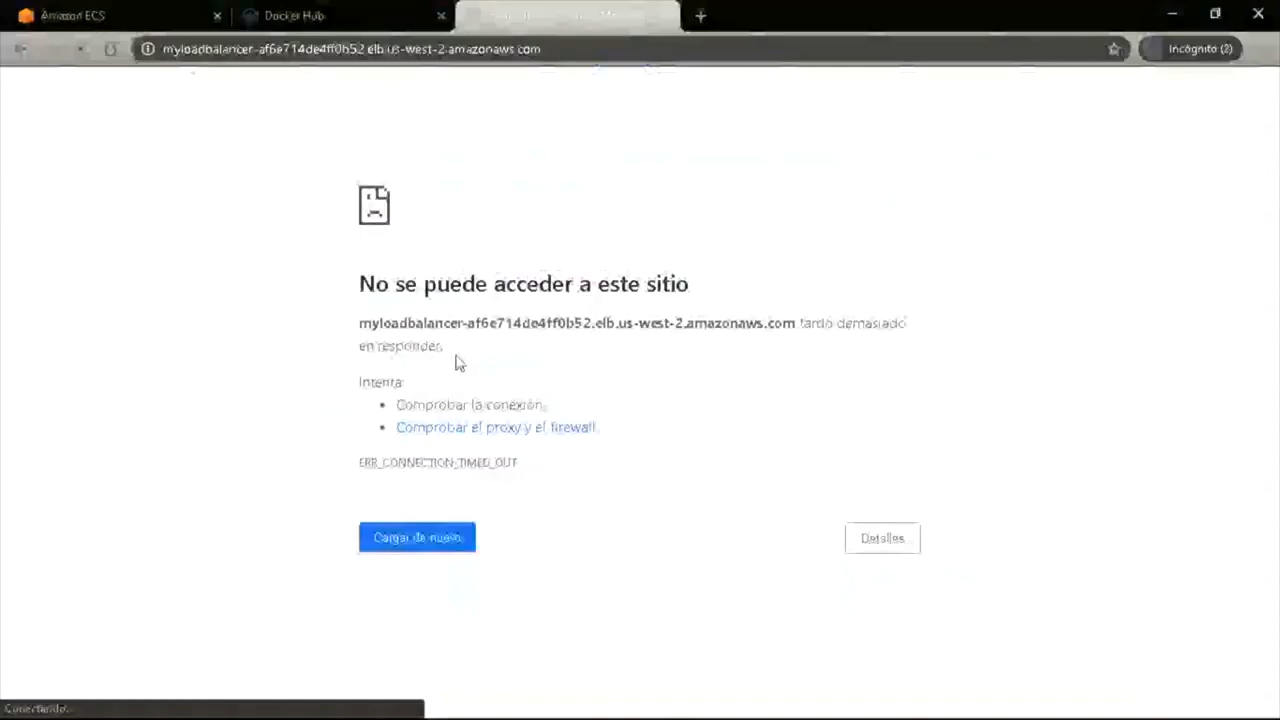 Amazon ECS
Docker Hub
myloadbalancer-af6e714de4ff0b52.elb.us-west-2.amazonaws.com
Incógnito (2)
No se puede acceder a este sitio
myloadbalancer-af6e714de4ff0b52.elb.us-west-2.amazonaws.com tardó demasiado
en responder.
Intenta:
Comprobar la conexión.
Comprobar el proxy y el firewall.
ERR_CONNECTION_TIMED_OUT
Cargar de nuevo
Detalles
Conectando...